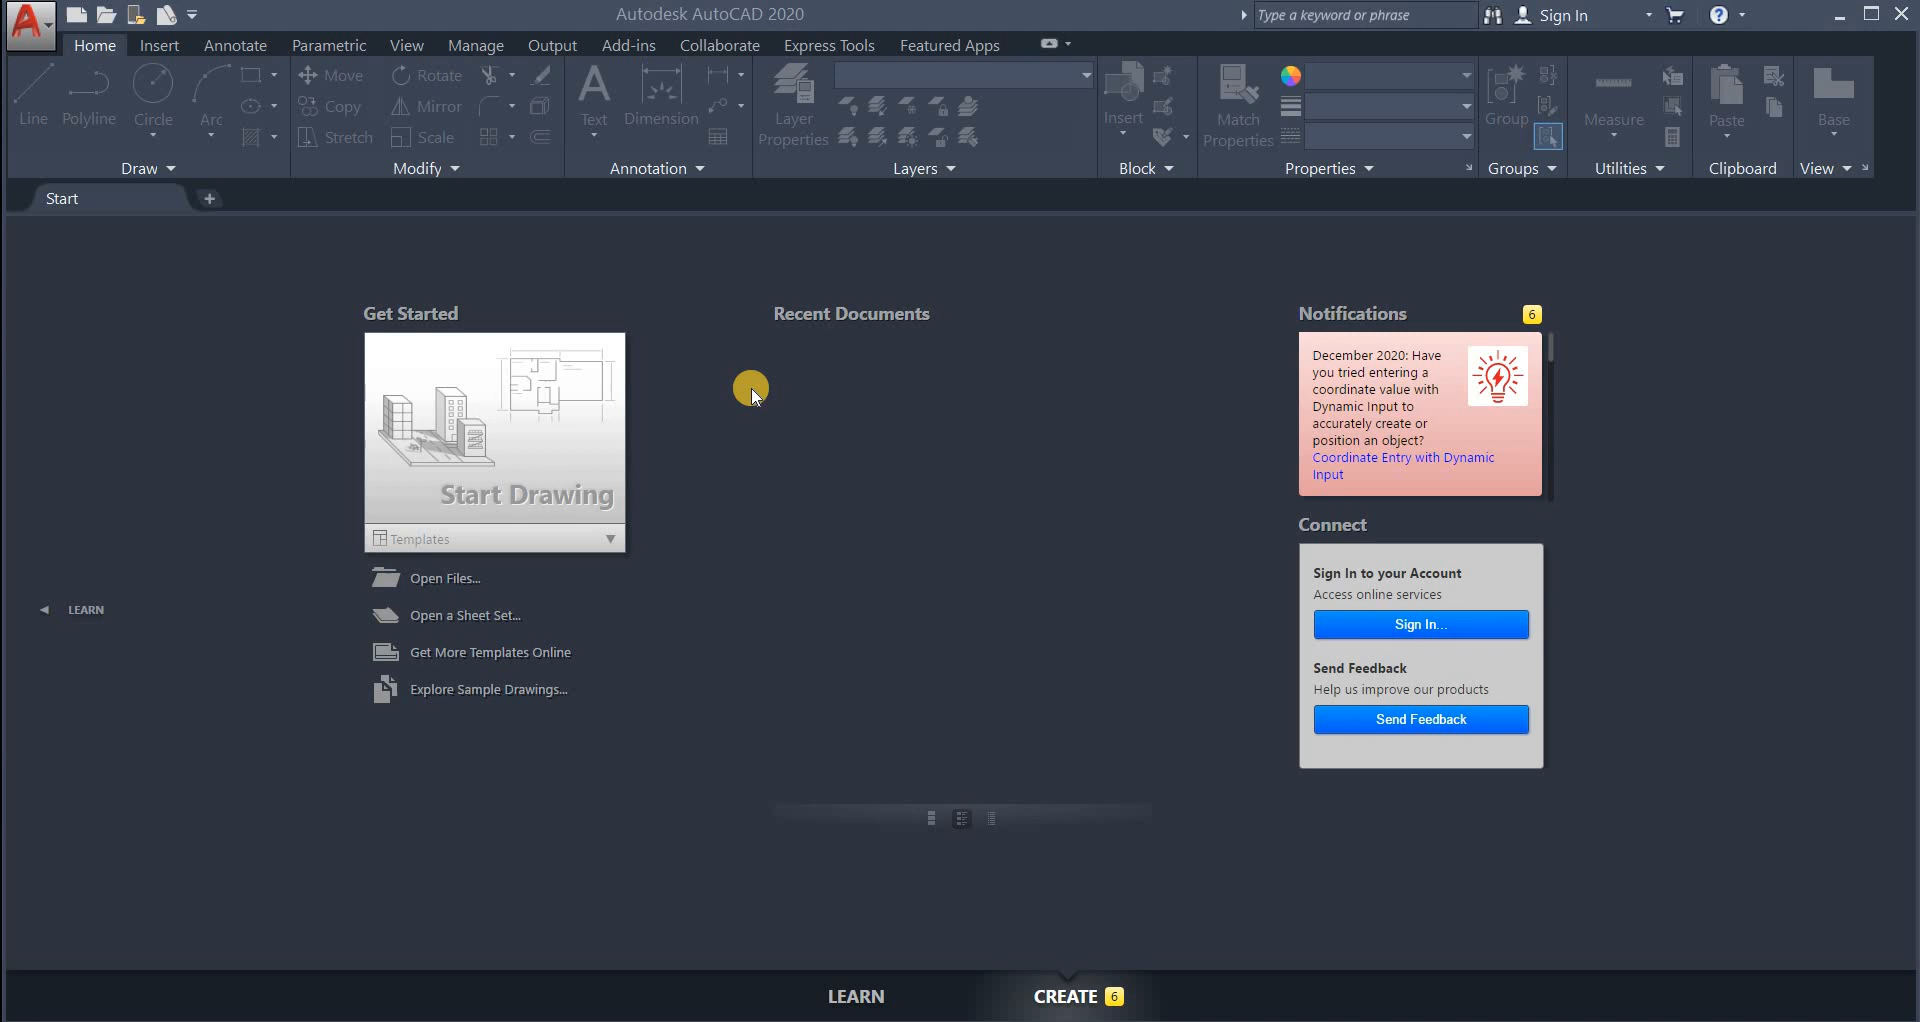 Autodesk AutoCAD 2020
Type a keyword or phrase
Sign In
Home Insert Annotate Parametric View Manage Output Add-ins Collaborate Express Tools Featured Apps
Line Polyline Circle Arc
Move Rotate
Copy Mirror
Stretch Scale
Text Dimension
Layer Properties
Insert
Match Properties
Group
Measure
Paste
Base
Draw Modify Annotation Layers Block Properties Groups Utilities Clipboard View
Start
Get Started
Start Drawing
Templates
Open Files...
Open a Sheet Set...
Get More Templates Online
Explore Sample Drawings...
LEARN
Recent Documents
Notifications 6
December 2020: Have
you tried entering a
coordinate value with
Dynamic Input to
accurately create or
position an object?
Coordinate Entry with Dynamic
Input
Connect
Sign In to your Account
Access online services
Sign In...
Send Feedback
Help us improve our products
Send Feedback
LEARN
CREATE 6